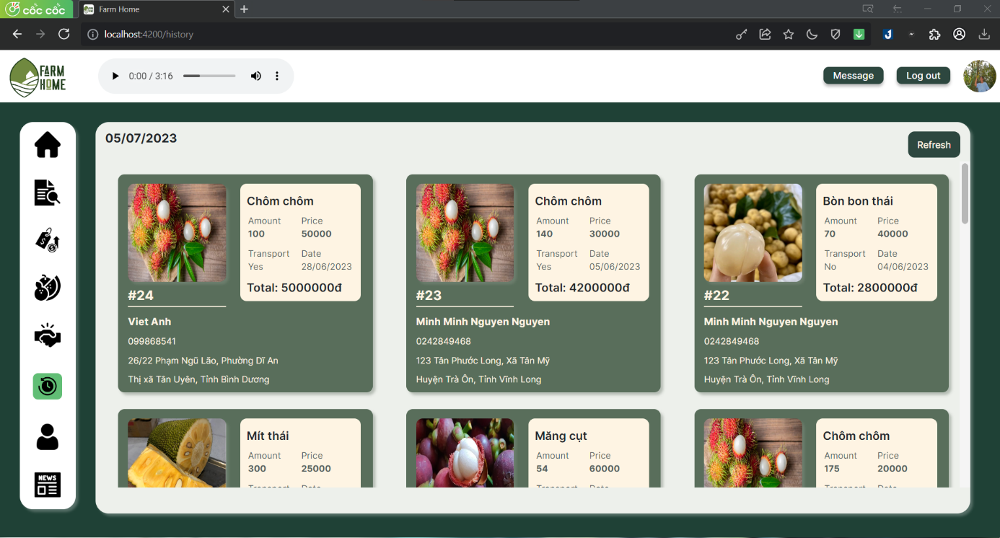 cốc cốc
Farm Home
localhost:4200/history
FARM
HOME
0:00 / 3:16
Message
Log out
05/07/2023
Refresh
Chôm chôm
Amount Price
100 50000
Transport Date
Yes 28/06/2023
Total: 5000000đ
#24
Viet Anh
099868541
26/22 Phạm Ngũ Lão, Phường Dĩ An
Thị xã Tân Uyên, Tỉnh Bình Dương
Chôm chôm
Amount Price
140 30000
Transport Date
Yes 05/06/2023
Total: 4200000đ
#23
Minh Minh Nguyen Nguyen
0242849468
123 Tân Phước Long, Xã Tân Mỹ
Huyện Trà Ôn, Tỉnh Vĩnh Long
Bòn bon thái
Amount Price
70 40000
Transport Date
No 04/06/2023
Total: 2800000đ
#22
Minh Minh Nguyen Nguyen
0242849468
123 Tân Phước Long, Xã Tân Mỹ
Huyện Trà Ôn, Tỉnh Vĩnh Long
Mít thái
Amount Price
300 25000
Transport Date
Măng cụt
Amount Price
54 60000
Transport Date
Chôm chôm
Amount Price
175 20000
Transport Date
NEWS